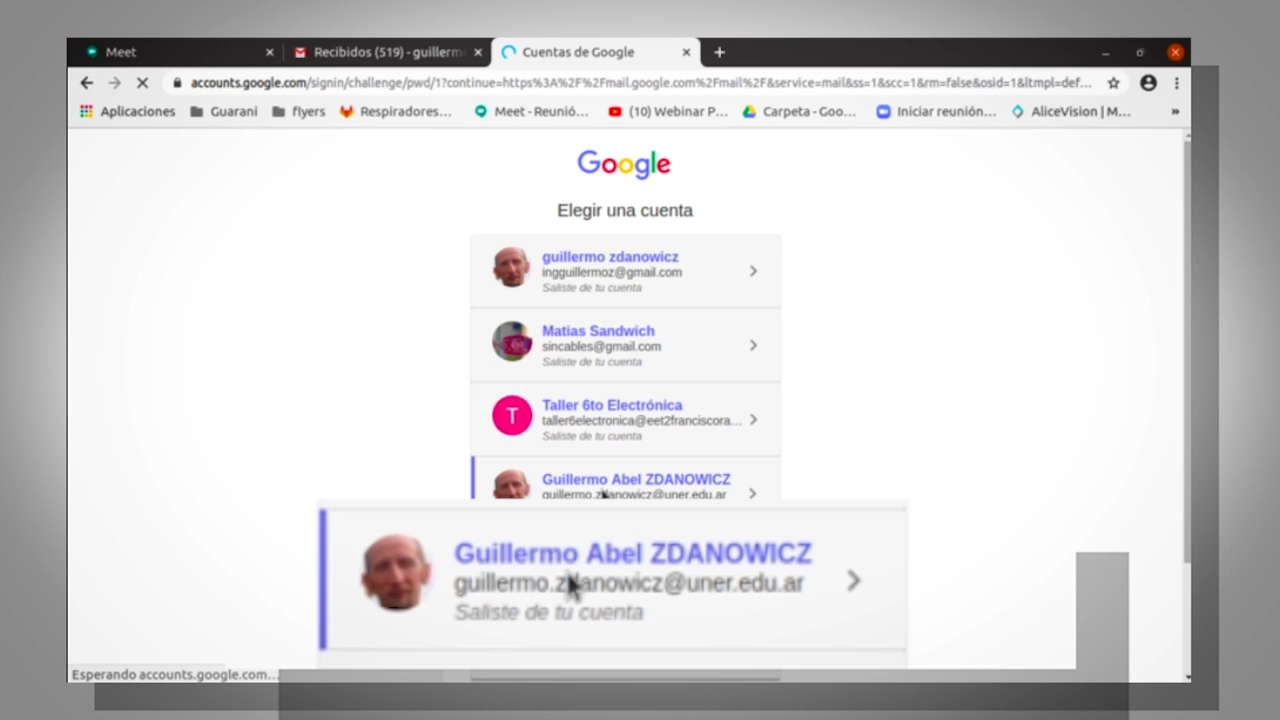 Meet
Recibidos (519) - guillerm
Cuentas de Google
accounts.google.com/signin/challenge/pwd/1?continue=https%3A%2F%2Fmail.google.com%2Fmail%2F&service=mail&ss=1&scc=1&rm=false&osid=1&ltmpl=def...
Aplicaciones Guarani flyers Respiradores... Meet - Reunió... (10) Webinar P... Carpeta - Goo... Iniciar reunión... AliceVision | M... »
Google
Elegir una cuenta
guillermo zdanowicz
ingguillermoz@gmail.com
Saliste de tu cuenta
Matias Sandwich
sincables@gmail.com
Saliste de tu cuenta
T
Taller 6to Electrónica
taller6electronica@eet2franciscora...
Saliste de tu cuenta
Guillermo Abel ZDANOWICZ
guillermo.zdanowicz@uner.edu.ar
Guillermo Abel ZDANOWICZ
guillermo.zdanowicz@uner.edu.ar
Saliste de tu cuenta
Esperando accounts.google.com...